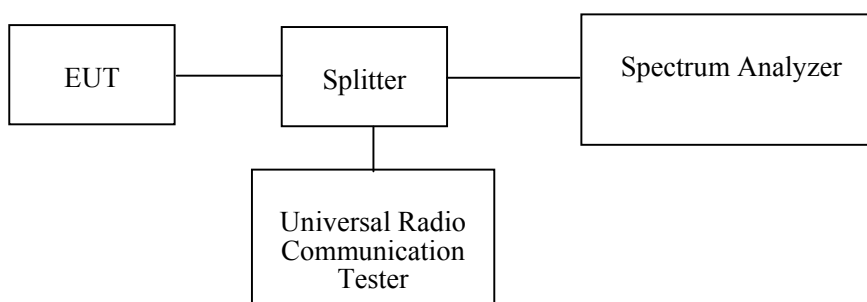 EUT
Splitter
Spectrum Analyzer
Universal Radio
Communication
Tester